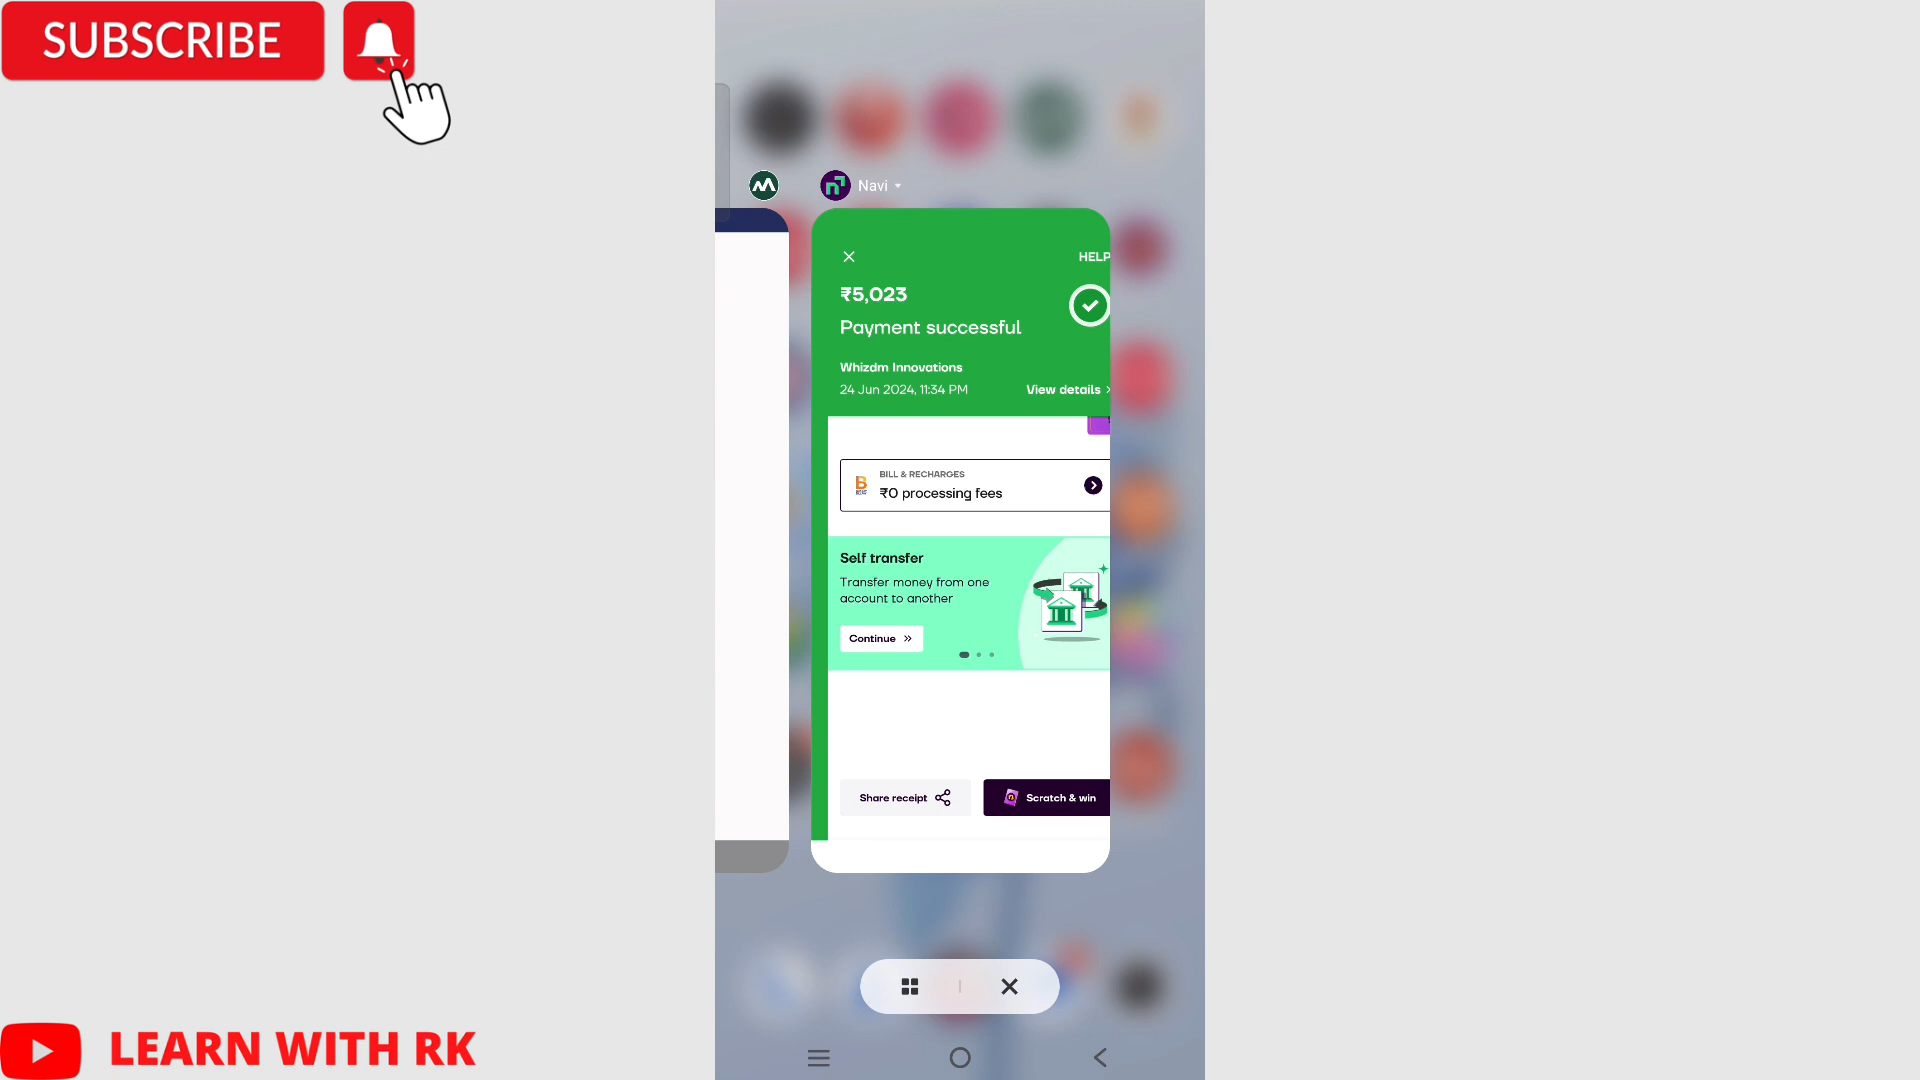 SUBSCRIBE
Navi
HELP
₹5,023
Payment successful
Whizdm Innovations
24 Jun 2024, 11:34 PM
View details
BILL & RECHARGES
₹0 processing fees
Self transfer
Transfer money from one
account to another
Continue
Share receipt
Scratch & win
LEARN WITH RK